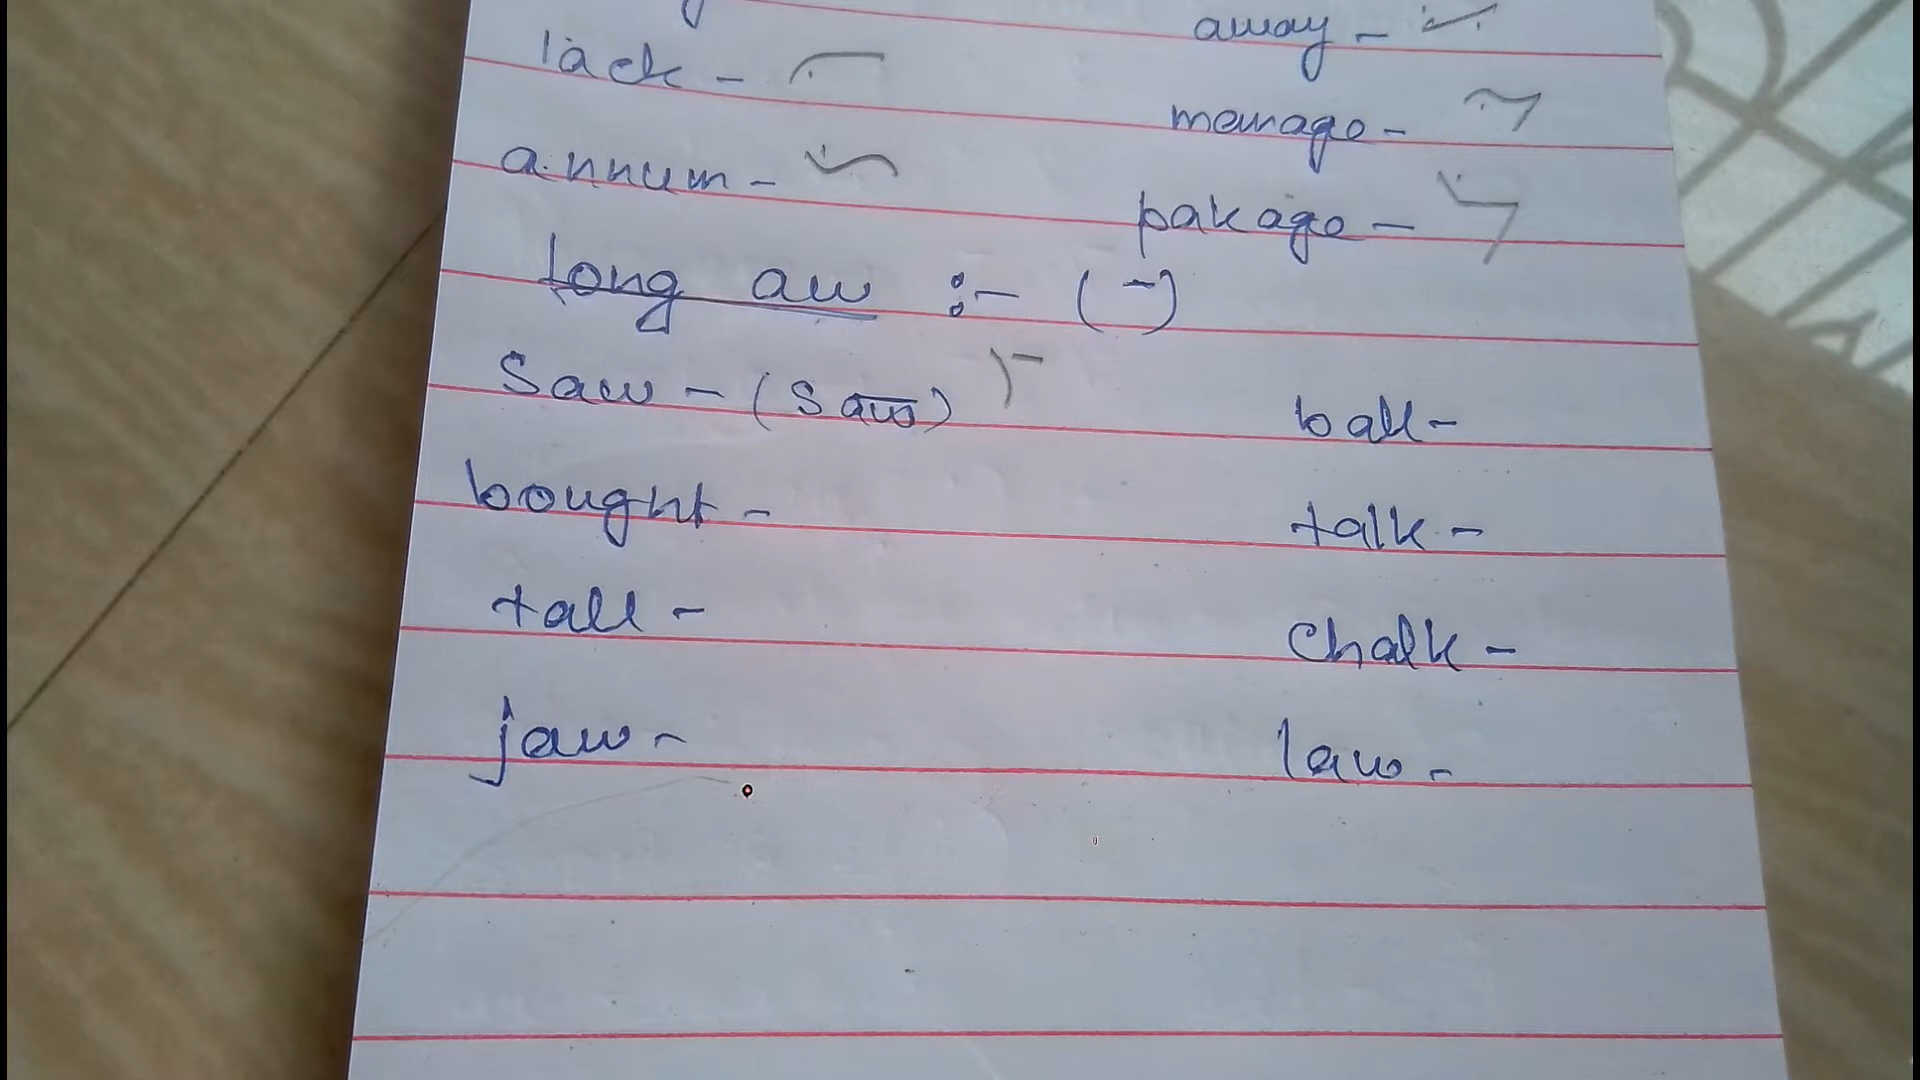 away -
lack -
manage -
annum -
pakage -
long aw :- (-)
Saw - (saw)
ball -
bought -
talk -
tall -
chalk -
jaw -
law -